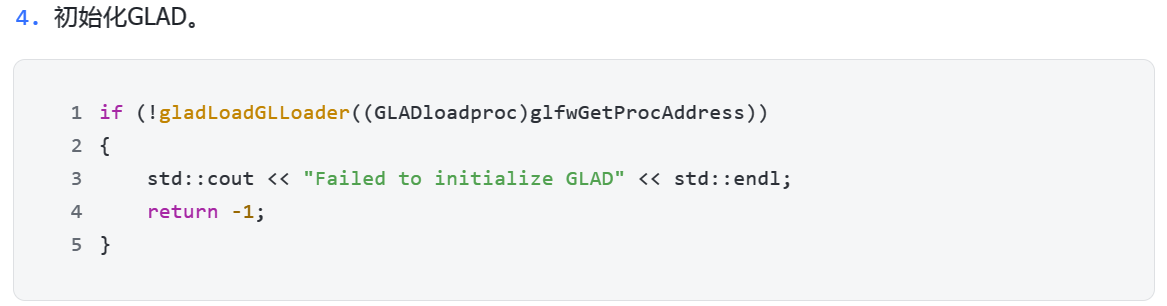 4. 初始化GLAD。
1 if (!gladLoadGLLoader((GLADloadproc)glfwGetProcAddress))
2 {
3     std::cout << "Failed to initialize GLAD" << std::endl;
4     return -1;
5 }